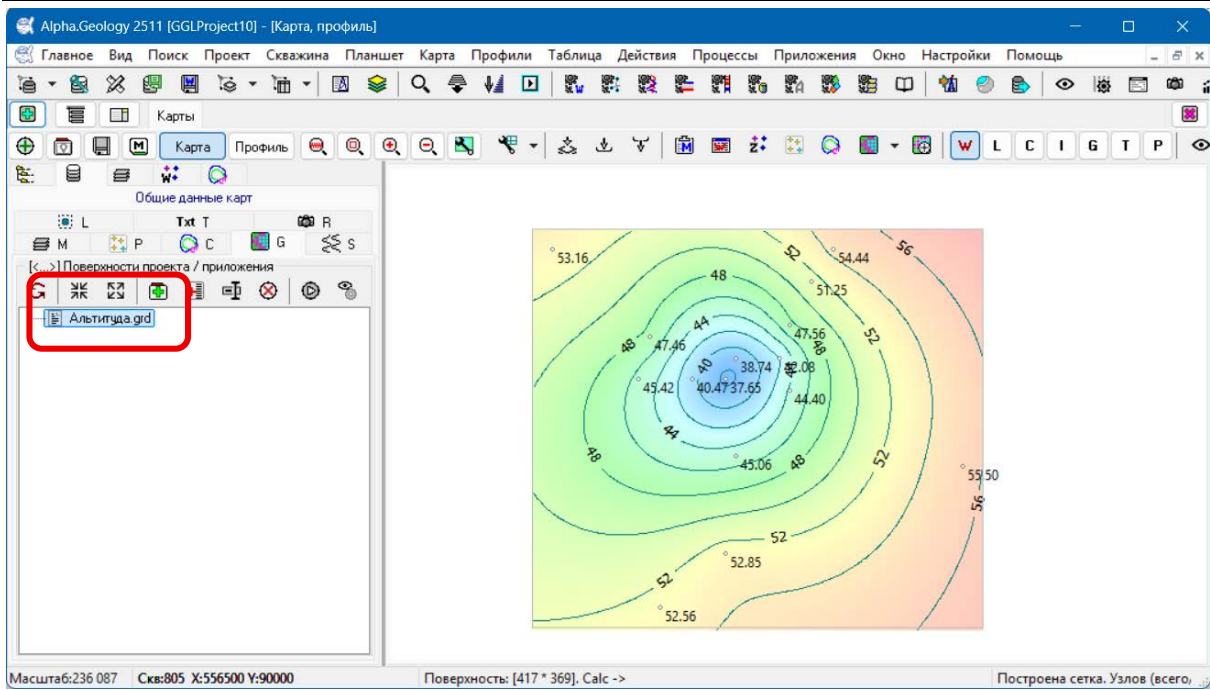 Alpha.Geology 2511 [GGLProject10] - [Карта, профиль]
Главное Вид Поиск Проект Скважина Планшет Карта Профили Таблица Действия Процессы Приложения Окно Настройки Помощь
Карты
Карта Профиль W L C I G T P
Общие данные карт
L Txt T R
M P C G S
[<...>] Поверхности проекта / приложения
Альтитуда.grd
53.16 52 54.44 56
48 51.25
44 47.56 52
48 47.46 48
40 38.74 42.08
45.42 40.47 37.65 44.40
44
48 45.06 48 52
55.50
56
52
52.85
52
52.56
Масштаб:236 087 Скв:805 X:556500 Y:90000 Поверхность: [417 * 369]. Calc -> Построена сетка. Узлов (всего,